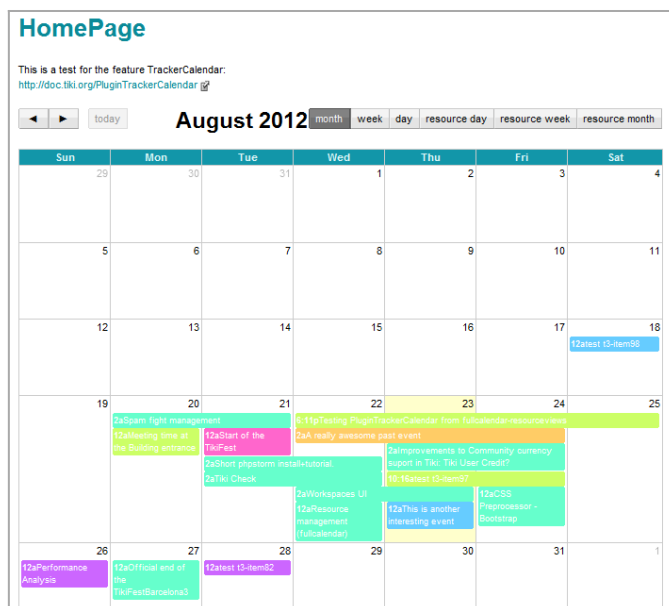 HomePage
This is a test for the feature TrackerCalendar:
http://doc.tiki.org/PluginTrackerCalendar
today
August 2012
month week day resource day resource week resource month
Sun Mon Tue Wed Thu Fri Sat
29 30 31 1 2 3 4
5 6 7 8 9 10 11
12 13 14 15 16 17 18
12atest t3-item98
19 20 21 22 23 24 25
2aSpam fight management
9:11pTesting PluginTrackerCalendar from fullcalendar-resourceviews
12aMeeting time at
the Building entrance
12aStart of the
TikiFest
2aA really awesome past event
2aShort phpstorm install+tutorial
2aImprovements to Community currency
suport in Tiki: Tiki User Credit?
2aTiki Check
10:16atest t3-item57
2aWorkspaces UI
12aResource
management
(fullcalendar)
12aThis is another
interesting event
12aCSS
Preprocessor -
Bootstrap
26 27 28 29 30 31 1
12aPerformance
Analysis
12aOfficial end of
the
TikiFestBarcelona3
12atest t3-item82